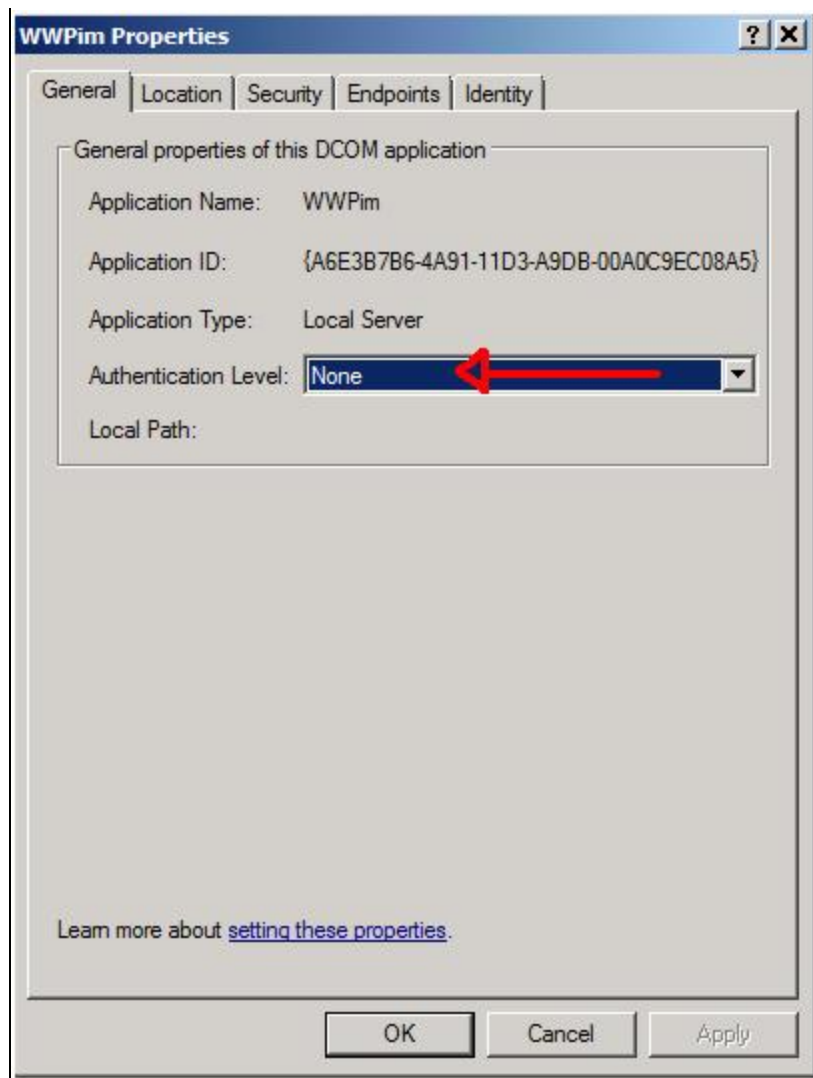 WWPim Properties
General Location Security Endpoints Identity
General properties of this DCOM application
Application Name: WWPim
Application ID: {A6E3B7B6-4A91-11D3-A9DB-00A0C9EC08A5}
Application Type: Local Server
Authentication Level: None
Local Path:
Learn more about setting these properties.
OK Cancel Apply